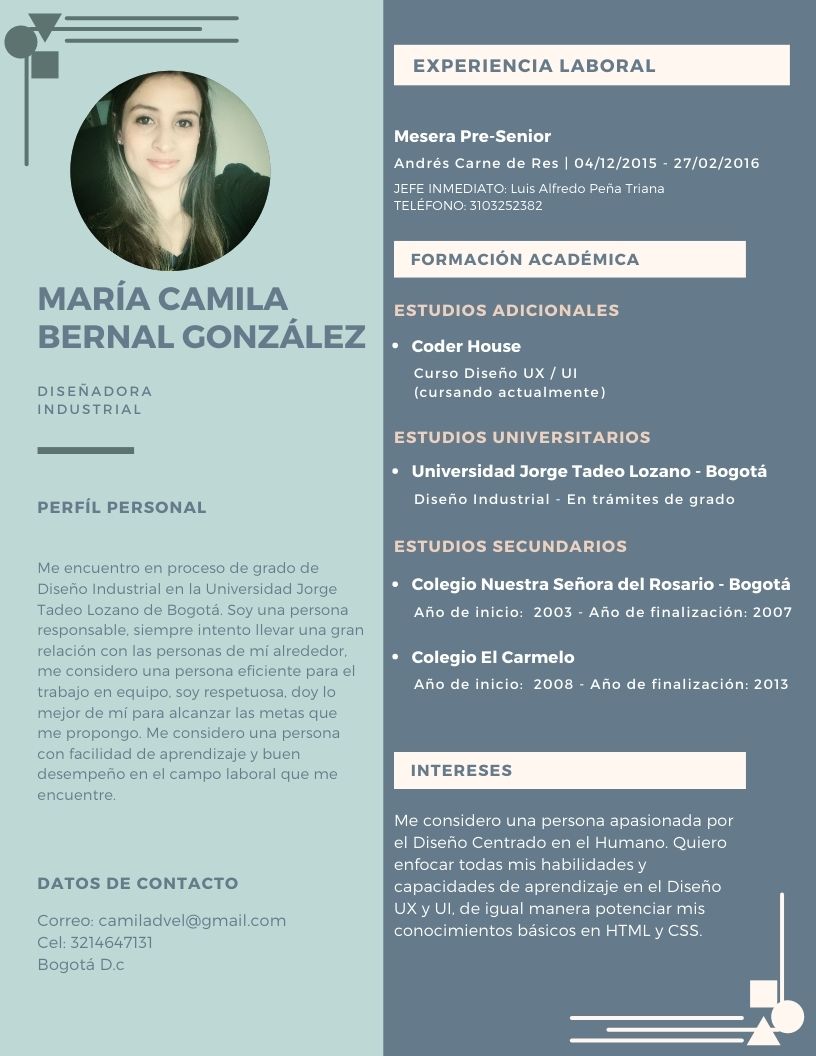 MARÍA CAMILA
BERNAL GONZÁLEZ
DISEÑADORA
INDUSTRIAL
PERFÍL PERSONAL
Me encuentro en proceso de grado de
Diseño Industrial en la Universidad Jorge
Tadeo Lozano de Bogotá. Soy una persona
responsable, siempre intento llevar una gran
relación con las personas de mí alrededor,
me considero una persona eficiente para el
trabajo en equipo, soy respetuosa, doy lo
mejor de mí para alcanzar las metas que
me propongo. Me considero una persona
con facilidad de aprendizaje y buen
desempeño en el campo laboral que me
encuentre.
DATOS DE CONTACTO
Correo: camiladvel@gmail.com
Cel: 3214647131
Bogotá D.c
EXPERIENCIA LABORAL
Mesera Pre-Senior
Andrés Carne de Res | 04/12/2015 - 27/02/2016
JEFE INMEDIATO: Luis Alfredo Peña Triana
TELÉFONO: 3103252382
FORMACIÓN ACADÉMICA
ESTUDIOS ADICIONALES
• Coder House
Curso Diseño UX / UI
(cursando actualmente)
ESTUDIOS UNIVERSITARIOS
• Universidad Jorge Tadeo Lozano - Bogotá
Diseño Industrial - En trámites de grado
ESTUDIOS SECUNDARIOS
• Colegio Nuestra Señora del Rosario - Bogotá
Año de inicio: 2003 - Año de finalización: 2007
• Colegio El Carmelo
Año de inicio: 2008 - Año de finalización: 2013
INTERESES
Me considero una persona apasionada por
el Diseño Centrado en el Humano. Quiero
enfocar todas mis habilidades y
capacidades de aprendizaje en el Diseño
UX y UI, de igual manera potenciar mis
conocimientos básicos en HTML y CSS.